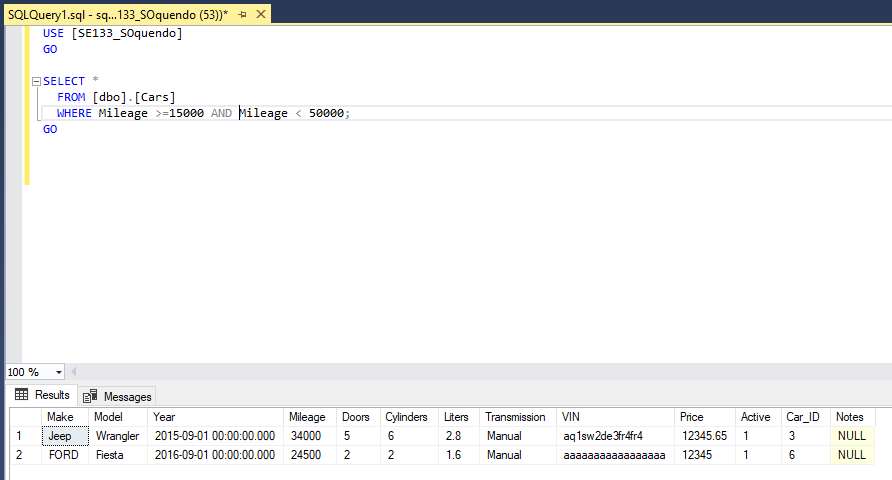 SQLQuery1.sql - sq...133_SOquendo (53))*
USE [SE133_SOquendo]
GO
SELECT *
FROM [dbo].[Cars]
WHERE Mileage >=15000 AND Mileage < 50000;
GO
100 %
Results Messages
Make Model Year Mileage Doors Cylinders Liters Transmission VIN Price Active Car_ID Notes
1 Jeep Wrangler 2015-09-01 00:00:00.000 34000 5 6 2.8 Manual aq1sw2de3fr4fr4 12345.65 1 3 NULL
2 FORD Fiesta 2016-09-01 00:00:00.000 24500 2 2 1.6 Manual aaaaaaaaaaaaaaaaa 12345 1 6 NULL